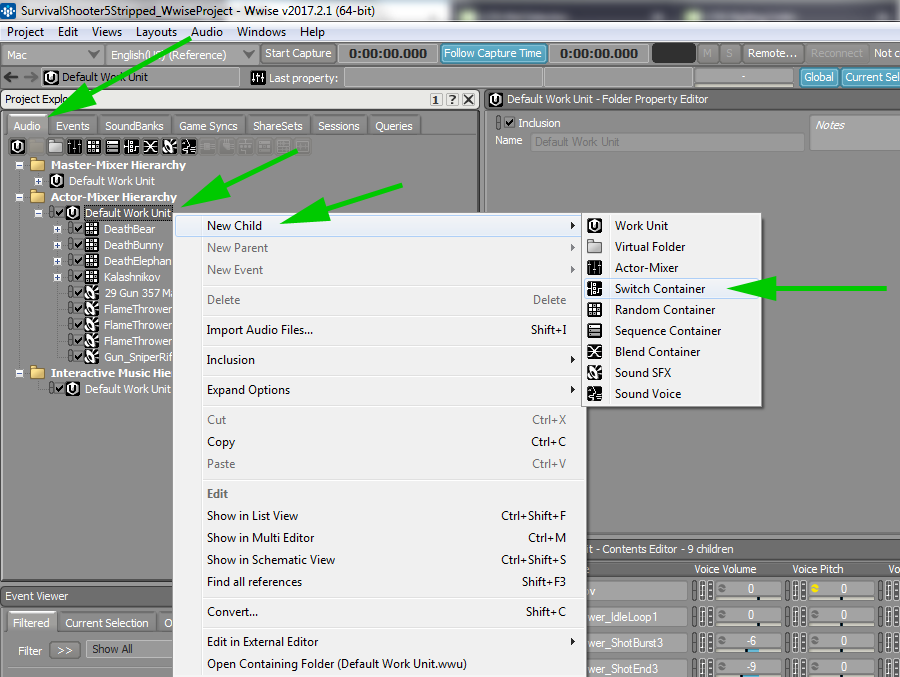 SurvivalShooter5Stripped_WwiseProject - Wwise v2017.2.1 (64-bit)
Project Edit Views Layouts Audio Windows Help
Mac English(US) (Reference) Start Capture 0:00:00.000 Follow Capture Time 0:00:00.000 M S Remote... Reconnect Not c
Default Work Unit Last property: - Global Current Sel
Project Explo 1 ?
Default Work Unit - Folder Property Editor
Audio Events SoundBanks Game Syncs ShareSets Sessions Queries
Inclusion
Notes
Name Default Work Unit
Master-Mixer Hierarchy
Default Work Unit
Actor-Mixer Hierarchy
Default Work Unit
DeathBear
DeathBunny
DeathElephan
Kalashnikov
29 Gun 357 Ma
FlameThrower
FlameThrower
FlameThrower
Gun_SniperRif
Interactive Music Hie
Default Work Unit
New Child
New Parent
New Event
Delete Delete
Import Audio Files... Shift+I
Inclusion
Expand Options
Cut Ctrl+X
Copy Ctrl+C
Paste Ctrl+V
Edit
Show in List View Ctrl+Shift+F
Show in Multi Editor Ctrl+M
Show in Schematic View Ctrl+Shift+S
Find all references Shift+F3
Convert... Shift+C
Edit in External Editor
Open Containing Folder (Default Work Unit.wwu)
Work Unit
Virtual Folder
Actor-Mixer
Switch Container
Random Container
Sequence Container
Blend Container
Sound SFX
Sound Voice
it - Contents Editor - 9 children
Voice Volume Voice Pitch Vo
v 0 0
wer_IdleLoop1 0 0
wer_ShotBurst3 -6 0
wer_ShotEnd3 -9 0
Event Viewer
Filtered Current Selection O
Filter >> Show All